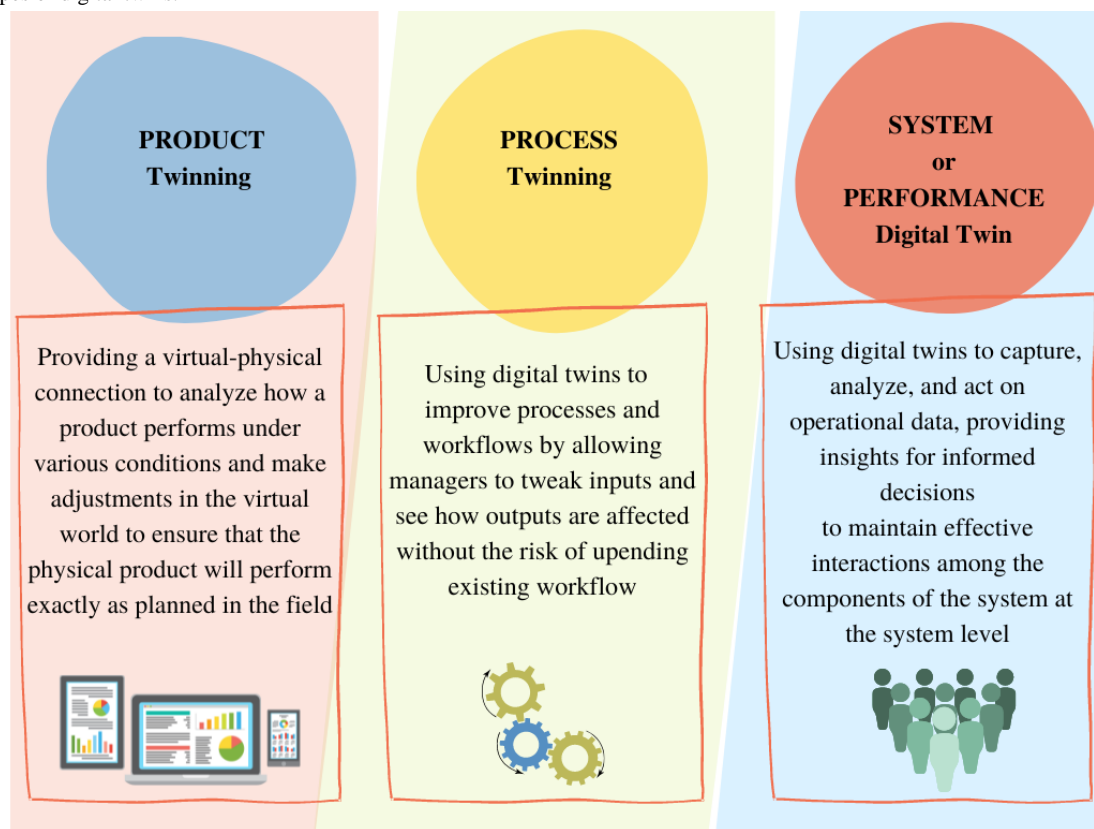 PRODUCT
Twinning
Providing a virtual-physical
connection to analyze how a
product performs under
various conditions and make
adjustments in the virtual
world to ensure that the
physical product will perform
exactly as planned in the field
PROCESS
Twinning
Using digital twins to
improve processes and
workflows by allowing
managers to tweak inputs and
see how outputs are affected
without the risk of upending
existing workflow
SYSTEM
or
PERFORMANCE
Digital Twin
Using digital twins to capture,
analyze, and act on
operational data, providing
insights for informed
decisions
to maintain effective
interactions among the
components of the system at
the system level